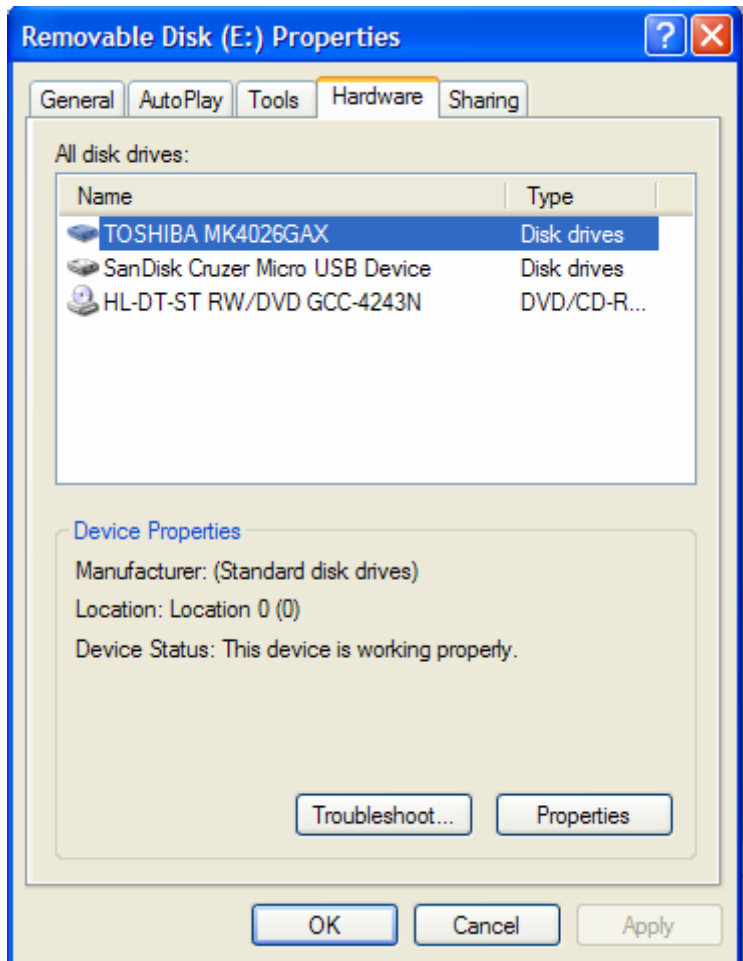 Removable Disk (E:) Properties
General AutoPlay Tools Hardware Sharing
All disk drives:
Name Type
TOSHIBA MK4026GAX Disk drives
SanDisk Cruzer Micro USB Device Disk drives
HL-DT-ST RW/DVD GCC-4243N DVD/CD-R...
Device Properties
Manufacturer: (Standard disk drives)
Location: Location 0 (0)
Device Status: This device is working properly.
Troubleshoot... Properties
OK Cancel Apply